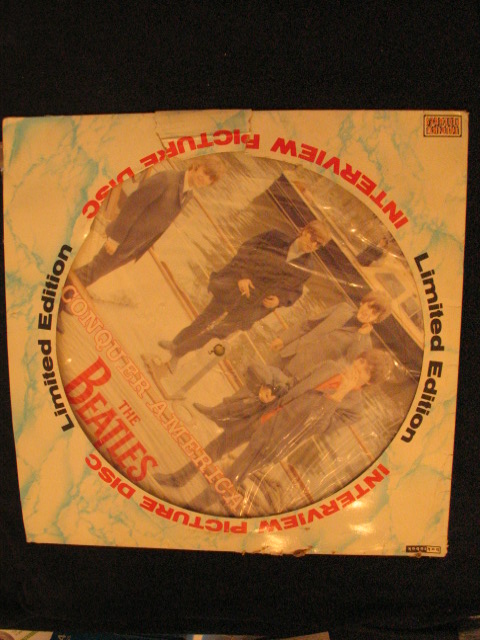 INTERVIEW PICTURE DISC
Limited Edition
Limited Edition
CONQUER AMERICA
THE
BEATLES
INTERVIEW PICTURE DISC